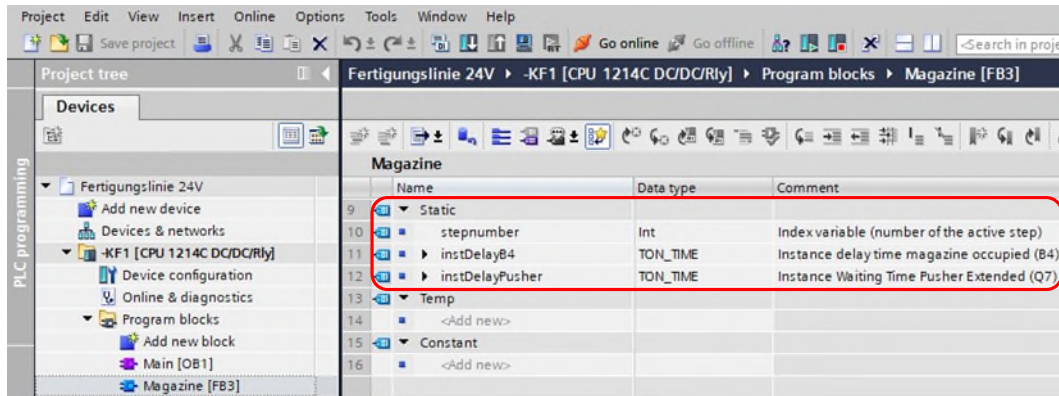 Project Edit View Insert Online Options Tools Window Help
Save project Go online Go offline <Search in proje
Project tree Fertigungslinie 24V ▸ -KF1 [CPU 1214C DC/DC/Rly] ▸ Program blocks ▸ Magazine [FB3]
Devices
PLC programming
Magazine
Name Data type Comment
Fertigungslinie 24V
Add new device
Devices & networks
-KF1 [CPU 1214C DC/DC/Rly]
Device configuration
Online & diagnostics
Program blocks
Add new block
Main [OB1]
Magazine [FB3]
9 Static
10 stepnumber Int Index variable (number of the active step)
11 instDelayB4 TON_TIME Instance delay time magazine occupied (B4)
12 instDelayPusher TON_TIME Instance Waiting Time Pusher Extended (Q7)
13 Temp
14 <Add new>
15 Constant
16 <Add new>